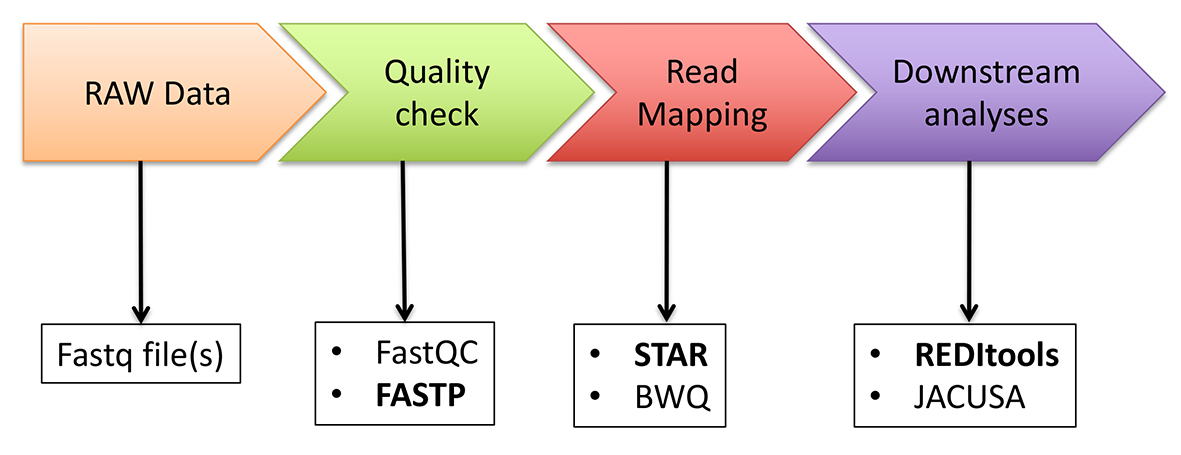 RAW Data
Quality
check
Read
Mapping
Downstream
analyses
Fastq file(s)
• FastQC
• FASTP
• STAR
• BWQ
• REDItools
• JACUSA